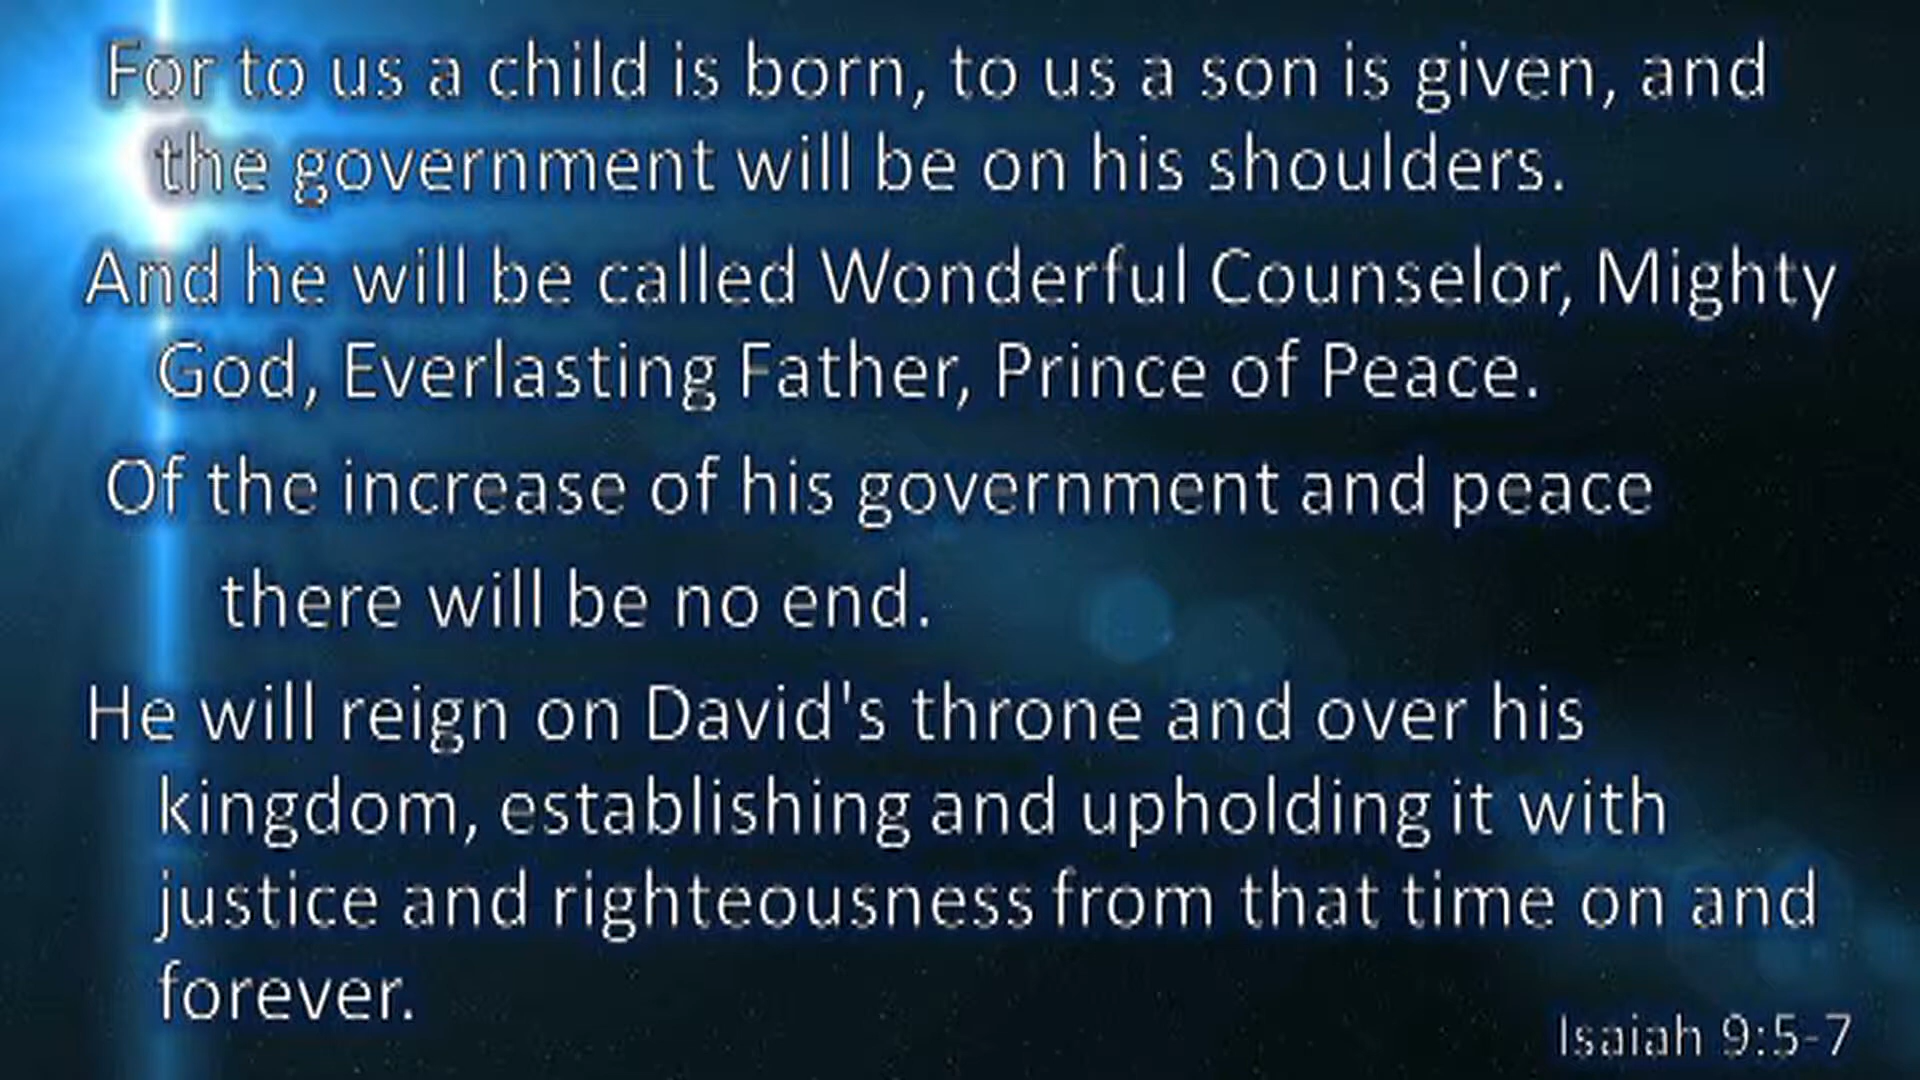 For to us a child is born, to us a son is given, and
the government will be on his shoulders.
And he will be called Wonderful Counselor, Mighty
God, Everlasting Father, Prince of Peace.
Of the increase of his government and peace
there will be no end.
He will reign on David's throne and over his
kingdom, establishing and upholding it with
justice and righteousness from that time on and
forever.
Isaiah 9:5-7